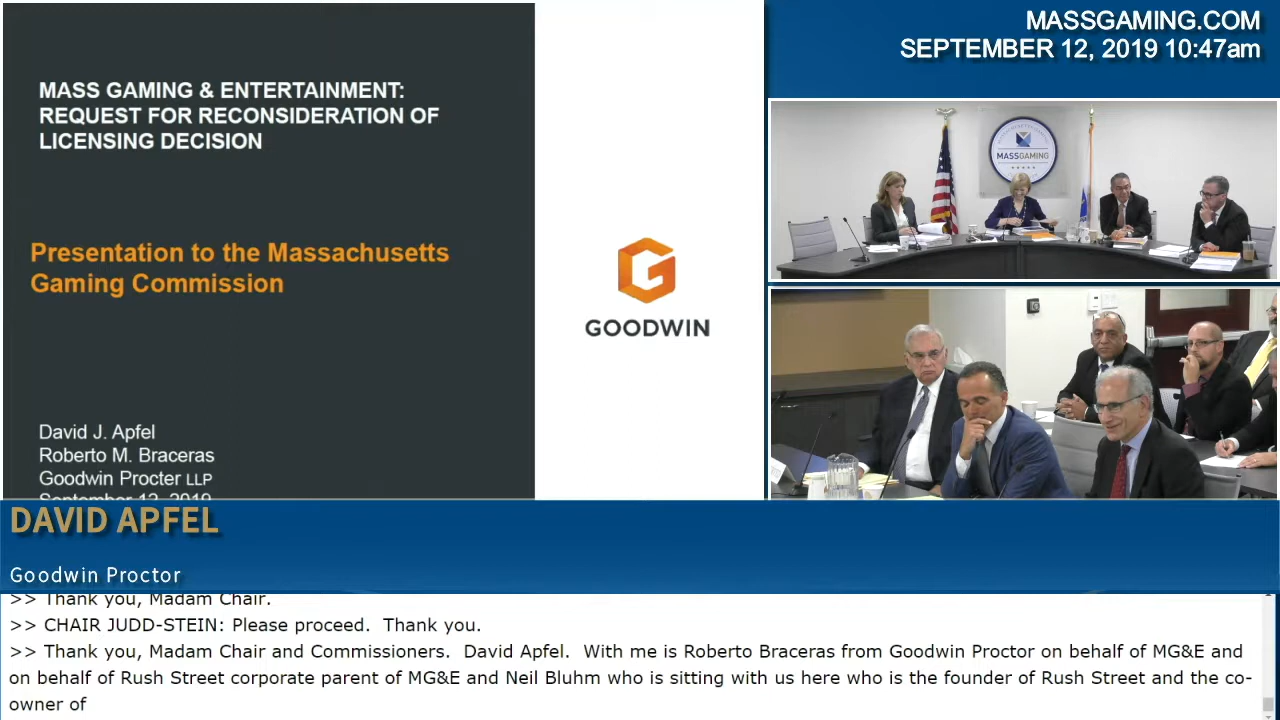 MASS GAMING & ENTERTAINMENT:
REQUEST FOR RECONSIDERATION OF
LICENSING DECISION
Presentation to the Massachusetts
Gaming Commission
David J. Apfel
Roberto M. Braceras
Goodwin Procter LLP
September 12, 2019
GOODWIN
MASSGAMING.COM
SEPTEMBER 12, 2019 10:47am
MASSGAMING
DAVID APFEL
Goodwin Proctor
>> Thank you, Madam Chair.
>> CHAIR JUDD-STEIN: Please proceed.  Thank you.
>> Thank you, Madam Chair and Commissioners.  David Apfel.  With me is Roberto Braceras from Goodwin Proctor on behalf of MG&E and
on behalf of Rush Street corporate parent of MG&E and Neil Bluhm who is sitting with us here who is the founder of Rush Street and the co-
owner of